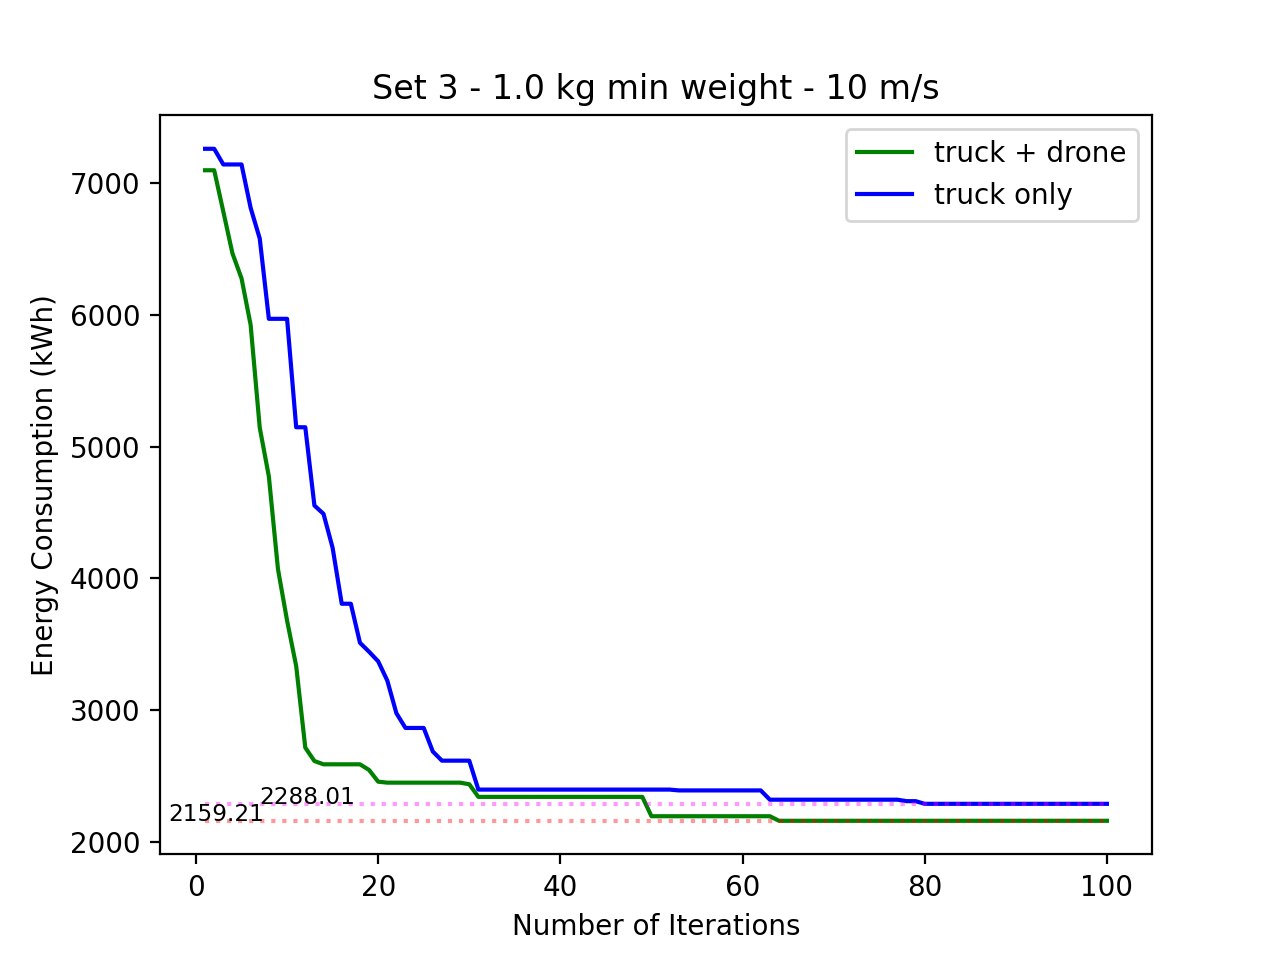 Set 3 - 1.0 kg min weight - 10 m/s
truck + drone
truck only
Energy Consumption (kWh)
7000
6000
5000
4000
3000
2000
2288.01
2159.21
0 20 40 60 80 100
Number of Iterations